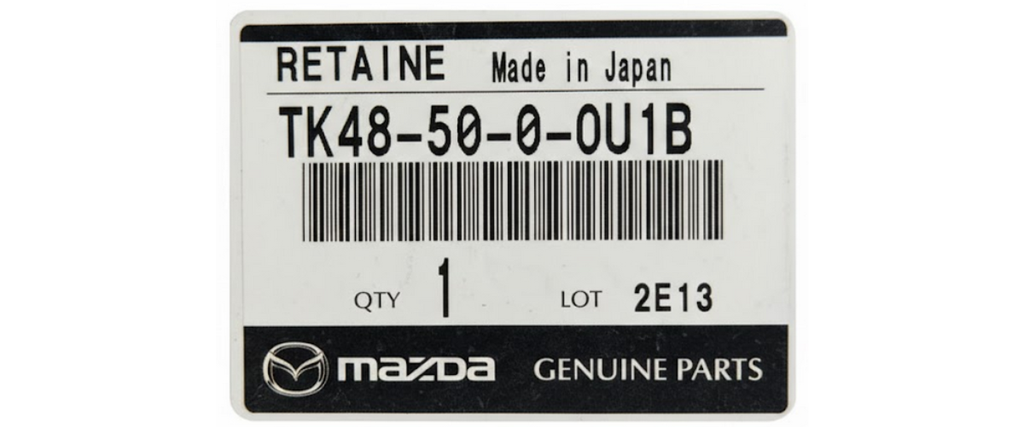 RETAINE Made in Japan
TK48-50-0-0U1B
QTY 1 LOT 2E13
mazda GENUINE PARTS